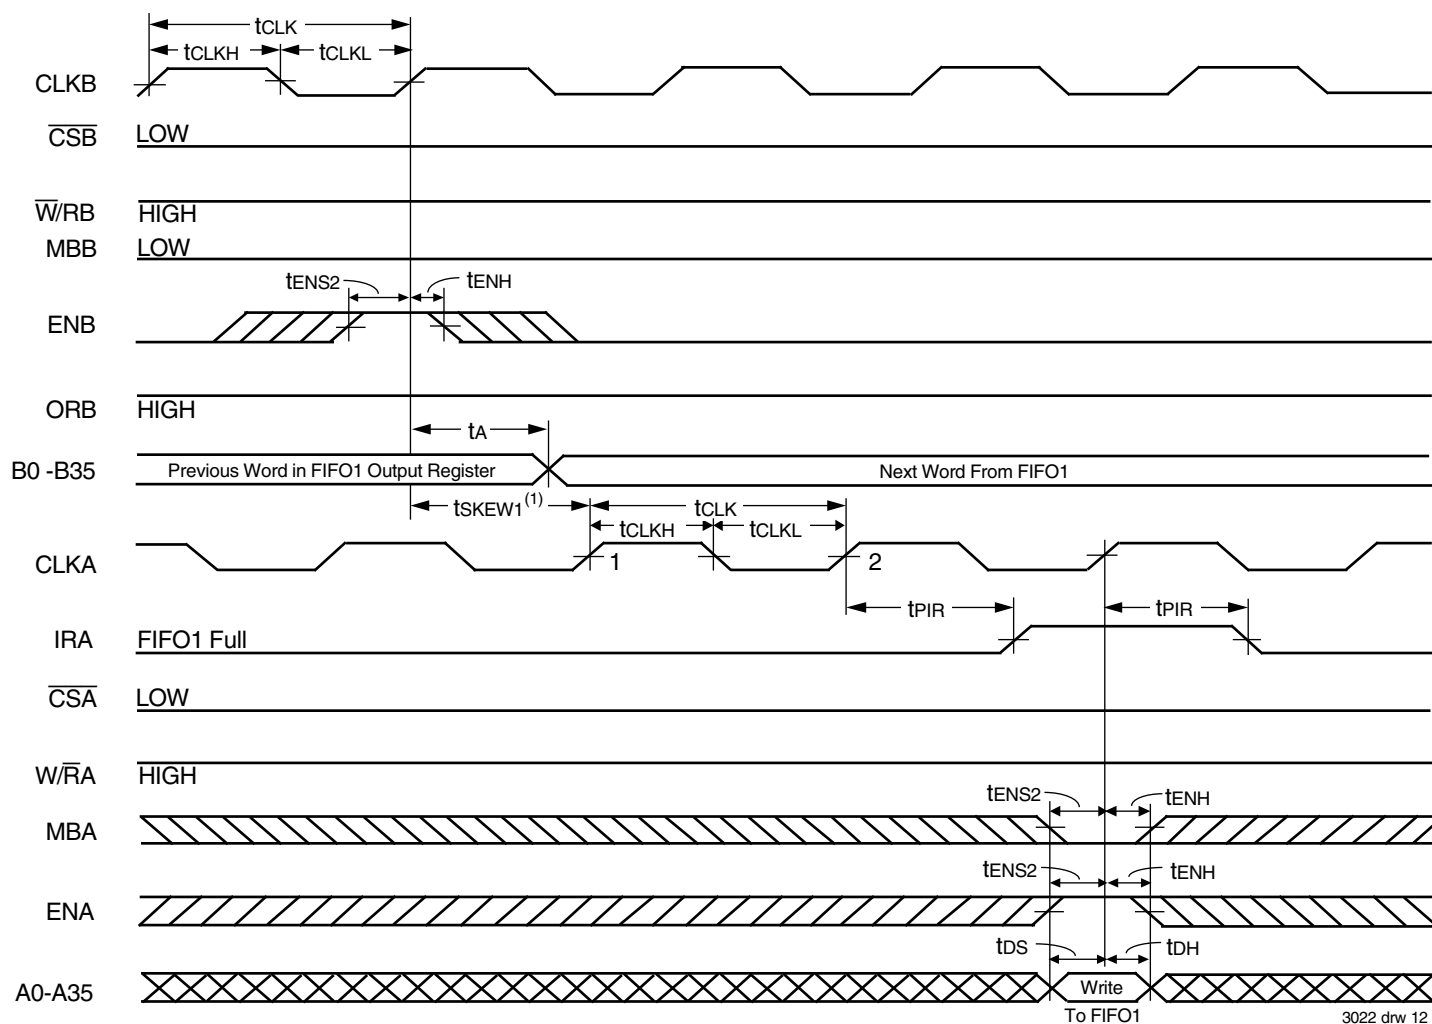 tCLK
tCLKH tCLKL
CLKB
CSB LOW
W/RB HIGH
MBB LOW
tENS2 tENH
ENB
ORB HIGH
tA
B0 -B35 Previous Word in FIFO1 Output Register Next Word From FIFO1
tSKEW1(1) tCLK
tCLKH tCLKL
CLKA 1 2
tPIR tPIR
IRA FIFO1 Full
CSA LOW
W/RA HIGH
tENS2 tENH
MBA
tENS2 tENH
ENA
tDS tDH
A0-A35 Write
To FIFO1
3022 drw 12